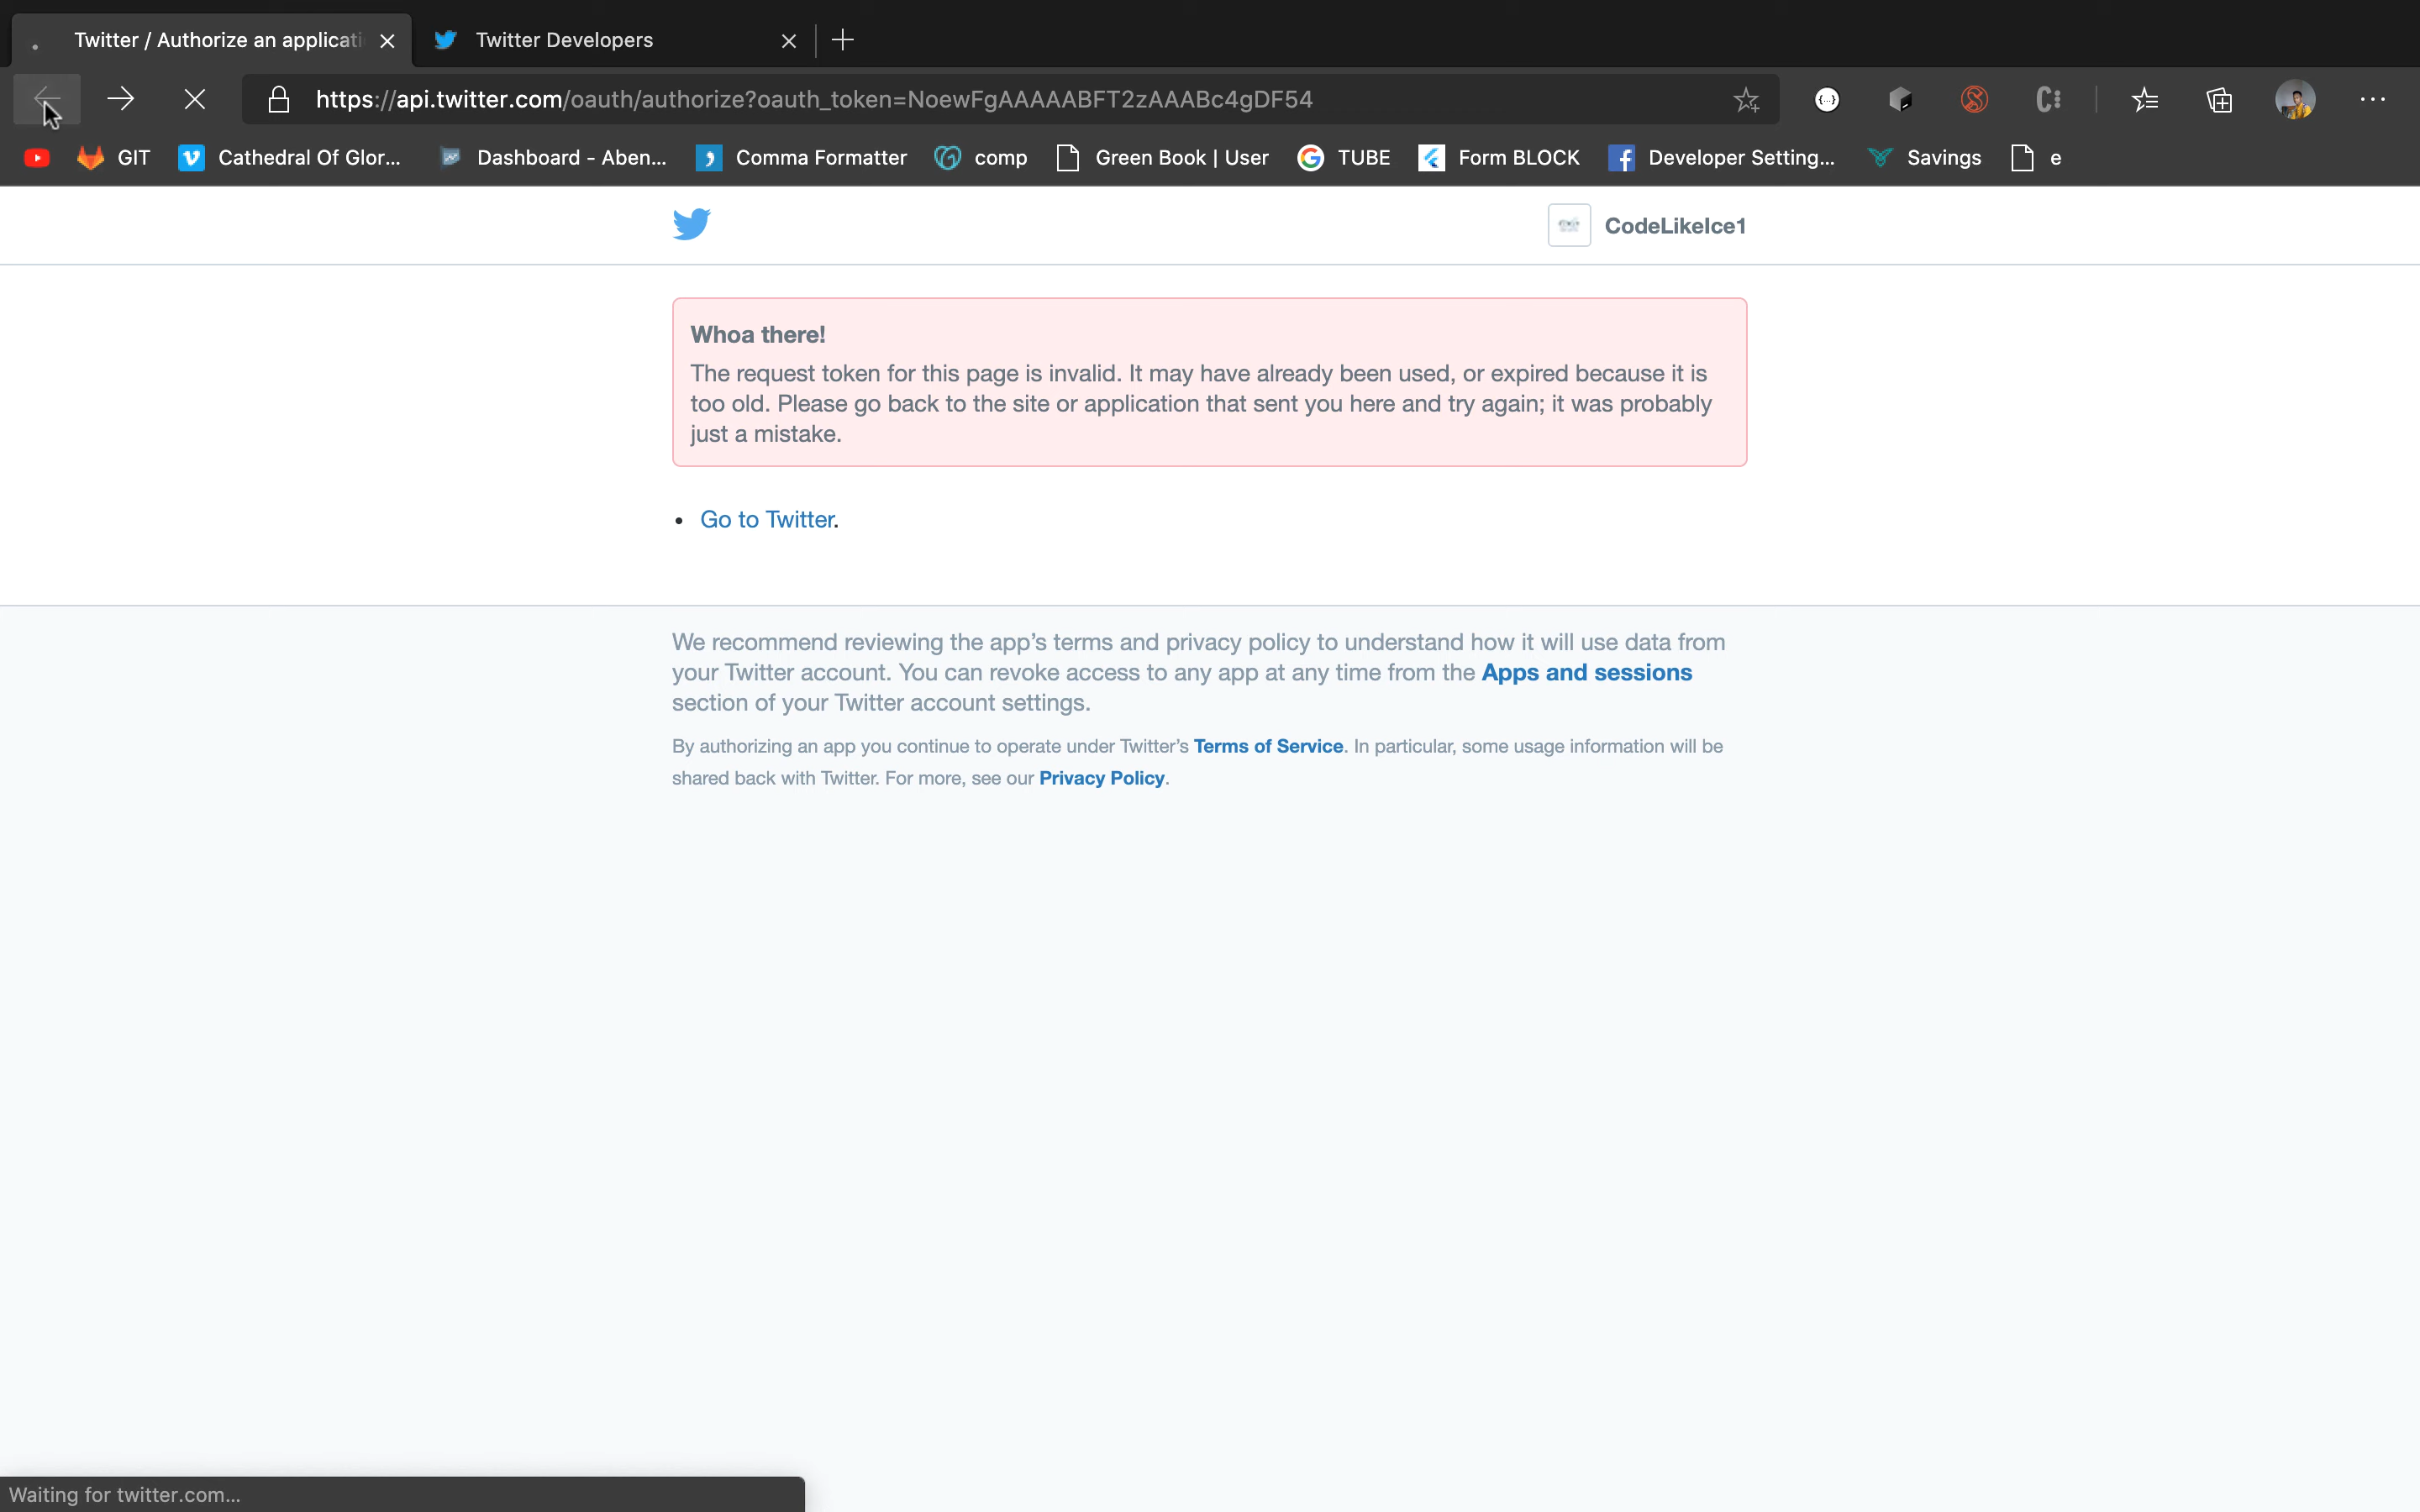 Twitter / Authorize an applicati
Twitter Developers
https://api.twitter.com/oauth/authorize?oauth_token=NoewFgAAAAABFT2zAAABc4gDF54
GIT
Cathedral Of Glor...
Dashboard - Aben...
Comma Formatter
comp
Green Book | User
TUBE
Form BLOCK
Developer Setting...
Savings
e
CodeLikeIce1
Whoa there!
The request token for this page is invalid. It may have already been used, or expired because it is
too old. Please go back to the site or application that sent you here and try again; it was probably
just a mistake.
• Go to Twitter.
We recommend reviewing the app's terms and privacy policy to understand how it will use data from
your Twitter account. You can revoke access to any app at any time from the Apps and sessions
section of your Twitter account settings.
By authorizing an app you continue to operate under Twitter's Terms of Service. In particular, some usage information will be
shared back with Twitter. For more, see our Privacy Policy.
Waiting for twitter.com...